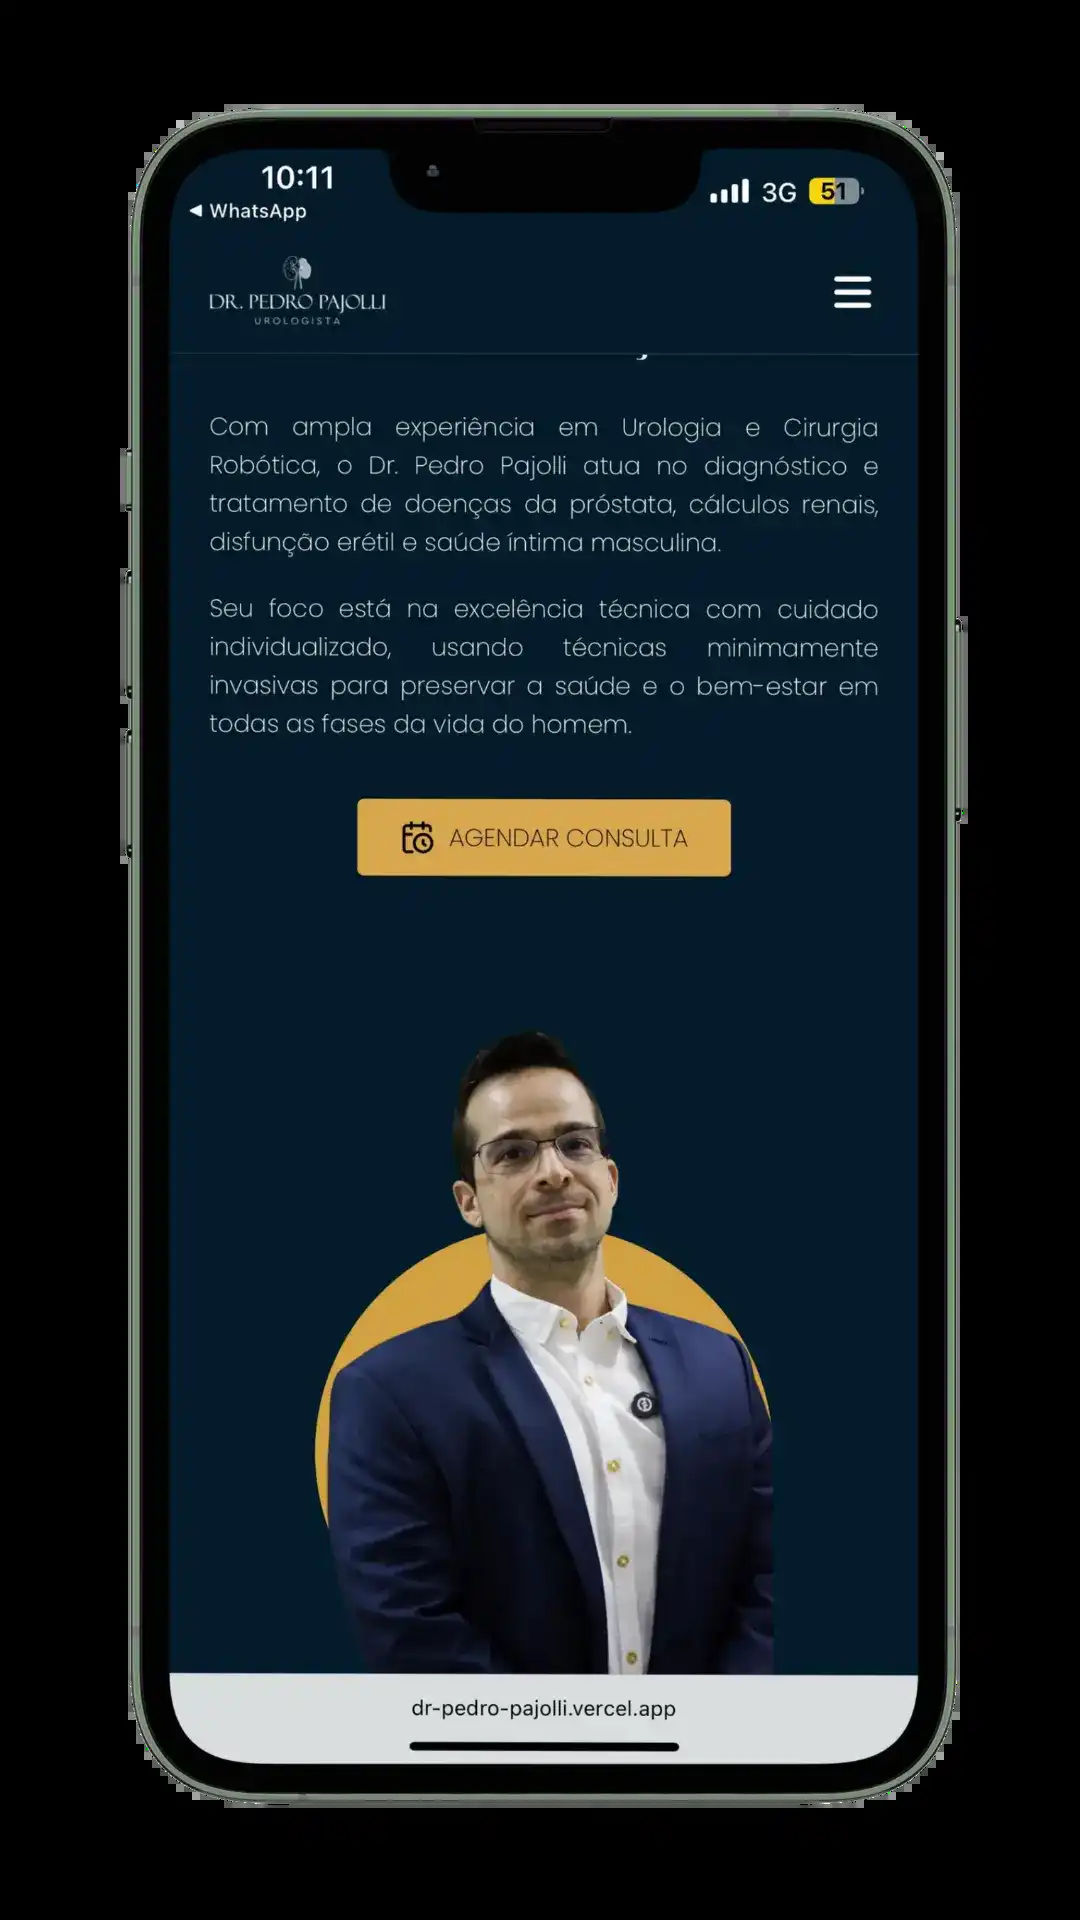 10:11
◀ WhatsApp
3G
51
DR. PEDRO PAJOLLI
UROLOGISTA
Com ampla experiência em Urologia e Cirurgia
Robótica, o Dr. Pedro Pajolli atua no diagnóstico e
tratamento de doenças da próstata, cálculos renais,
disfunção erétil e saúde íntima masculina.
Seu foco está na excelência técnica com cuidado
individualizado, usando técnicas minimamente
invasivas para preservar a saúde e o bem-estar em
todas as fases da vida do homem.
AGENDAR CONSULTA
dr-pedro-pajolli.vercel.app